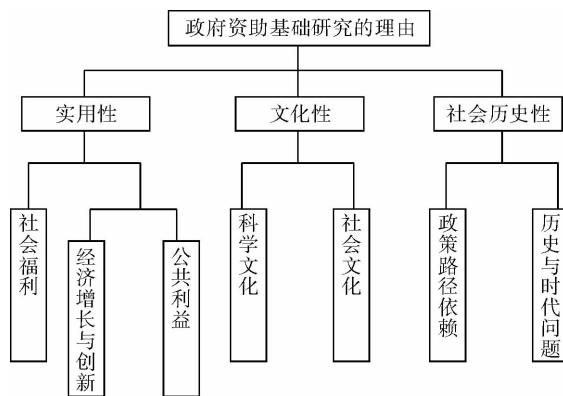 政府资助基础研究的理由
实用性
文化性
社会历史性
社会福利
经济增长与创新
公共利益
科学文化
社会文化
政策路径依赖
历史与时代问题